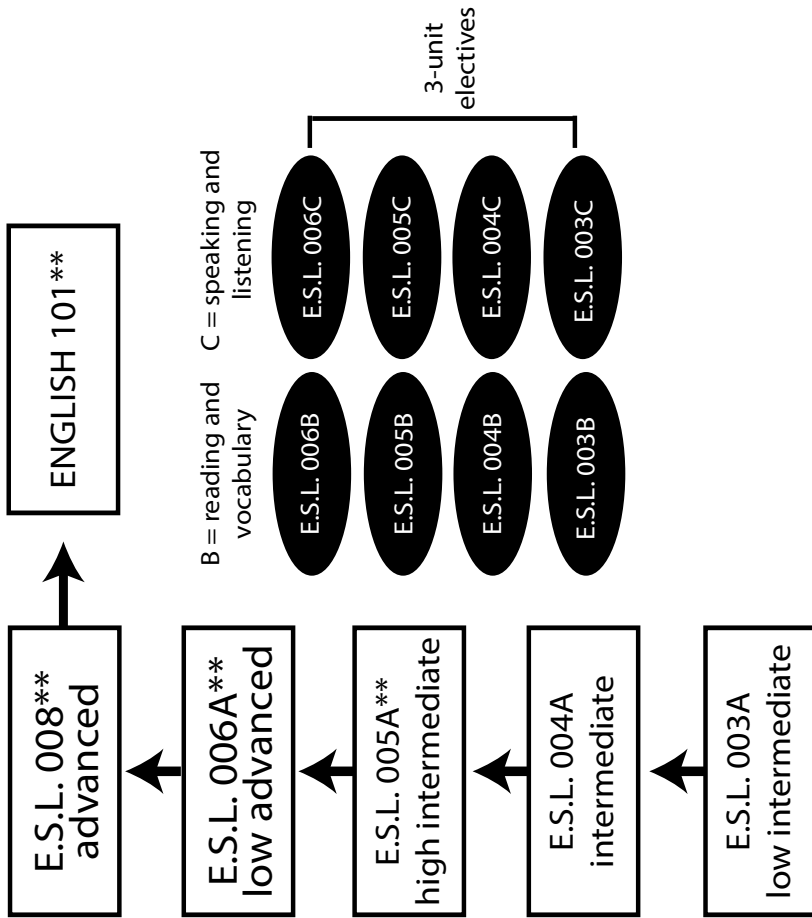 E.S.L. 008**
advanced
ENGLISH 101**
E.S.L. 006A**
low advanced
E.S.L. 005A**
high intermediate
E.S.L. 004A
intermediate
E.S.L. 003A
low intermediate
B = reading and
vocabulary
C = speaking and
listening
E.S.L. 006B
E.S.L. 006C
E.S.L. 005B
E.S.L. 005C
E.S.L. 004B
E.S.L. 004C
E.S.L. 003B
E.S.L. 003C
3-unit
electives